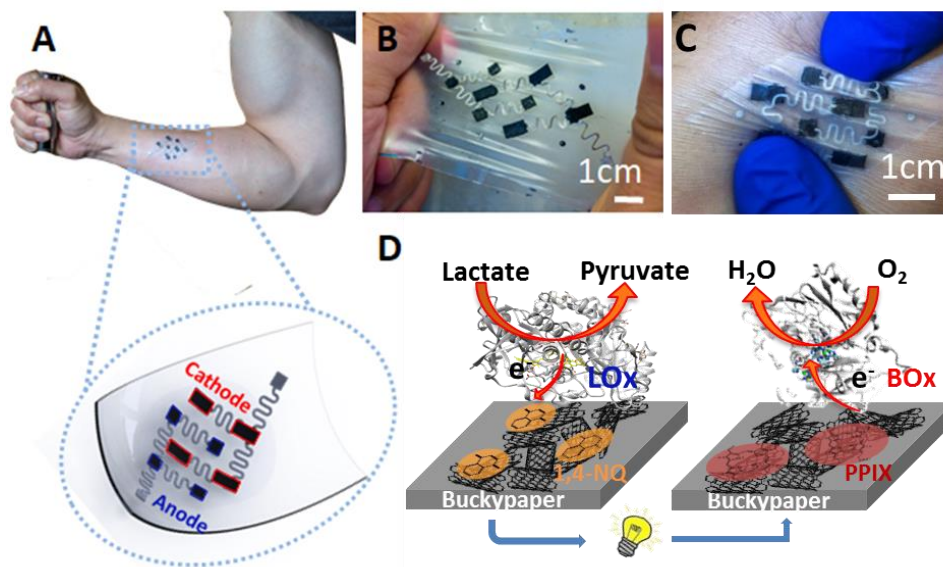 A
B
1cm
C
1cm
Cathode
Anode
D
Lactate
Pyruvate
e
LOx
1,4-NQ
Buckypaper
H₂O
O₂
e⁻
BOx
PPIX
Buckypaper